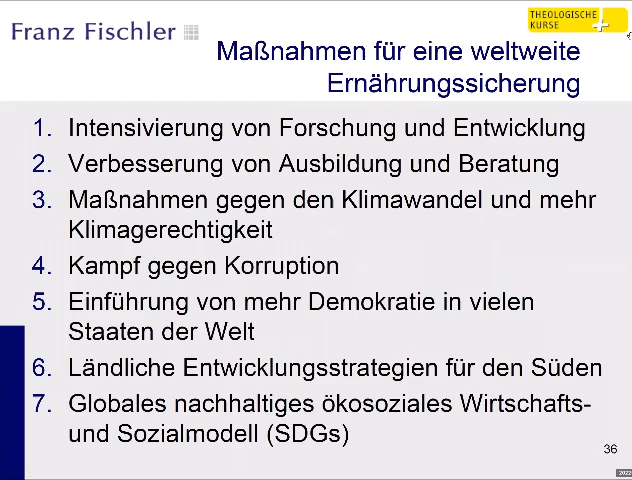 THEOLOGISCHE
KURSE
Franz Fischler
Maßnahmen für eine weltweite
Ernährungssicherung
1. Intensivierung von Forschung und Entwicklung
2. Verbesserung von Ausbildung und Beratung
3. Maßnahmen gegen den Klimawandel und mehr
Klimagerechtigkeit
4. Kampf gegen Korruption
5. Einführung von mehr Demokratie in vielen
Staaten der Welt
6. Ländliche Entwicklungsstrategien für den Süden
7. Globales nachhaltiges ökosoziales Wirtschafts-
und Sozialmodell (SDGs)
36
2022